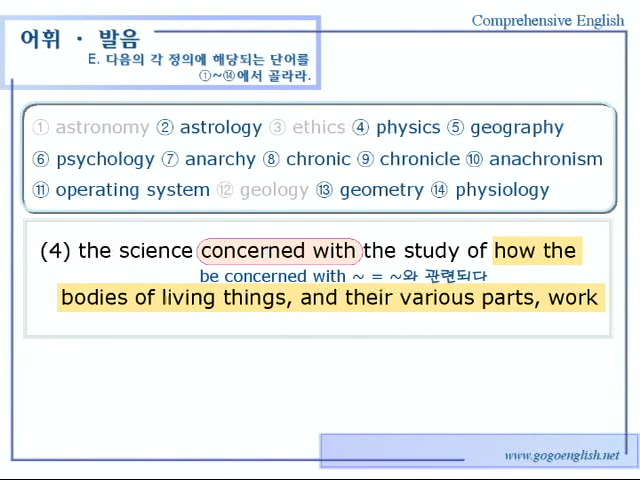 Comprehensive English
어휘 · 발음
E. 다음의 각 정의에 해당되는 단어를
①~⑭에서 골라라.
① astronomy ② astrology ③ ethics ④ physics ⑤ geography
⑥ psychology ⑦ anarchy ⑧ chronic ⑨ chronicle ⑩ anachronism
⑪ operating system ⑫ geology ⑬ geometry ⑭ physiology
(4) the science concerned with the study of how the
be concerned with ~ = ~와 관련되다
bodies of living things, and their various parts, work
www.gogoenglish.net